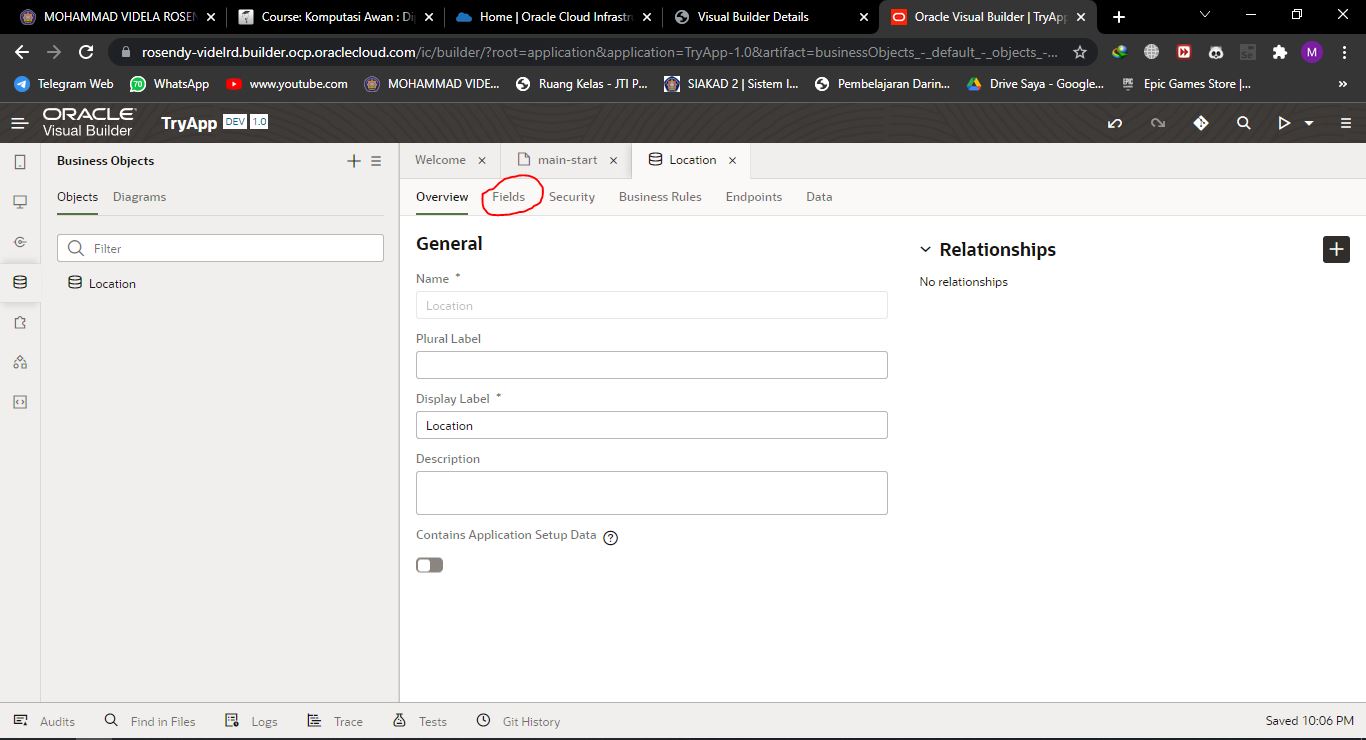 MOHAMMAD VIDELA ROSEN
Course: Komputasi Awan : Di
Home | Oracle Cloud Infrastr
Visual Builder Details
Oracle Visual Builder | TryApp
rosendy-videlrd.builder.ocp.oraclecloud.com/ic/builder/?root=application&application=TryApp-1.0&artifact=businessObjects_-_default_-_objects_-...
M
Telegram Web
70
WhatsApp
www.youtube.com
MOHAMMAD VIDE...
Ruang Kelas - JTI P...
SIAKAD 2 | Sistem I...
Pembelajaran Darin...
Drive Saya - Google...
Epic Games Store |...
ORACLE
Visual Builder
TryApp
DEV
1.0
Business Objects
Welcome
main-start
Location
Objects
Diagrams
Overview
Fields
Security
Business Rules
Endpoints
Data
Filter
Location
General
Name *
Location
Plural Label
Display Label *
Location
Description
Contains Application Setup Data
Relationships
No relationships
Audits
Find in Files
Logs
Trace
Tests
Git History
Saved 10:06 PM